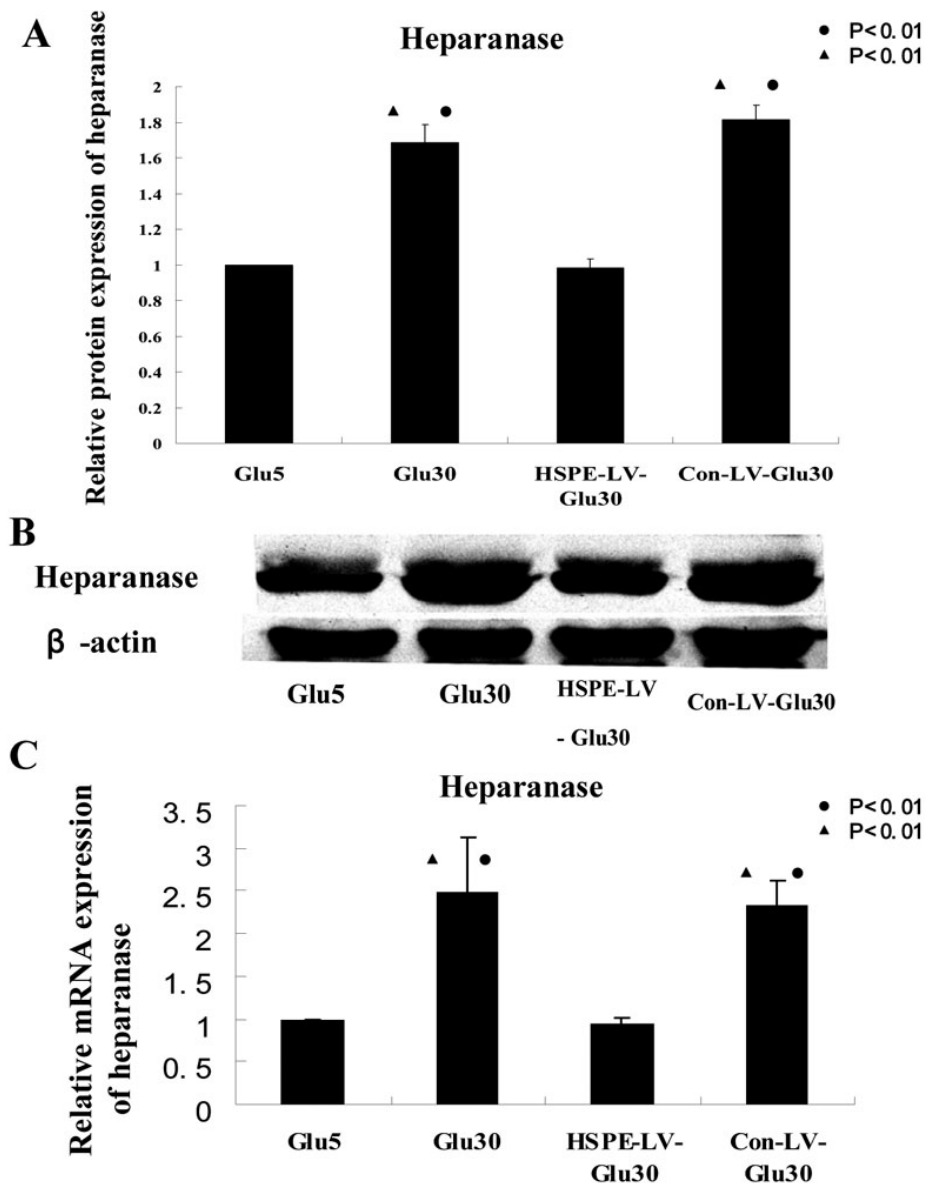 A
Heparanase
● P<0.01
▲ P<0.01
Relative protein expression of heparanase
2
1.8
1.6
1.4
1.2
1
0.8
0.6
0.4
0.2
0
▲ ●
▲ ●
Glu5
Glu30
HSPE-LV-
Glu30
Con-LV-Glu30
B
Heparanase
β -actin
Glu5
Glu30
HSPE-LV
- Glu30
Con-LV-Glu30
C
Heparanase
● P<0.01
▲ P<0.01
Relative mRNA expression
of heparanase
3.5
3
2.5
2
1.5
1
0.5
0
▲ ●
▲ ●
Glu5
Glu30
HSPE-LV-
Glu30
Con-LV-
Glu30